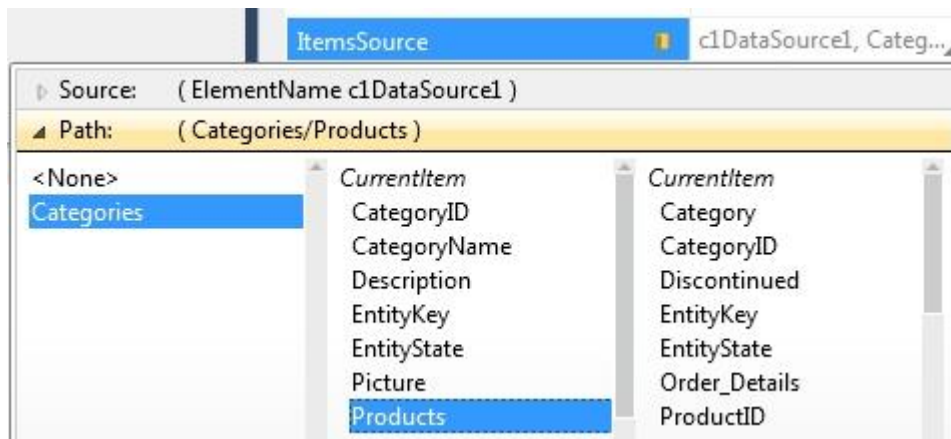 ItemsSource c1DataSource1, Categ...
Source: ( ElementName c1DataSource1 )
Path: ( Categories/Products )
<None>
Categories
CurrentItem
CategoryID
CategoryName
Description
EntityKey
EntityState
Picture
Products
CurrentItem
Category
CategoryID
Discontinued
EntityKey
EntityState
Order_Details
ProductID